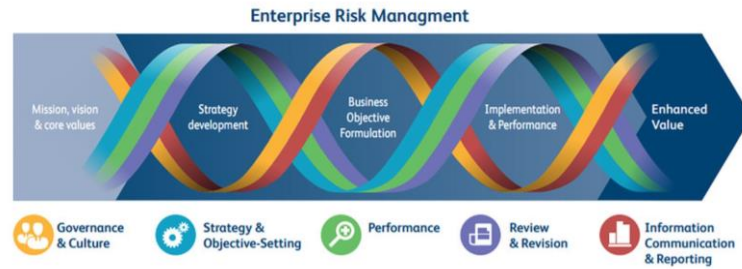 Enterprise Risk Managment
Mission, vision
& core values
Strategy
development
Business
Objective
Formulation
Implementation
& Performance
Enhanced
Value
Governance
& Culture
Strategy &
Objective-Setting
Performance
Review
& Revision
Information
Communication
& Reporting